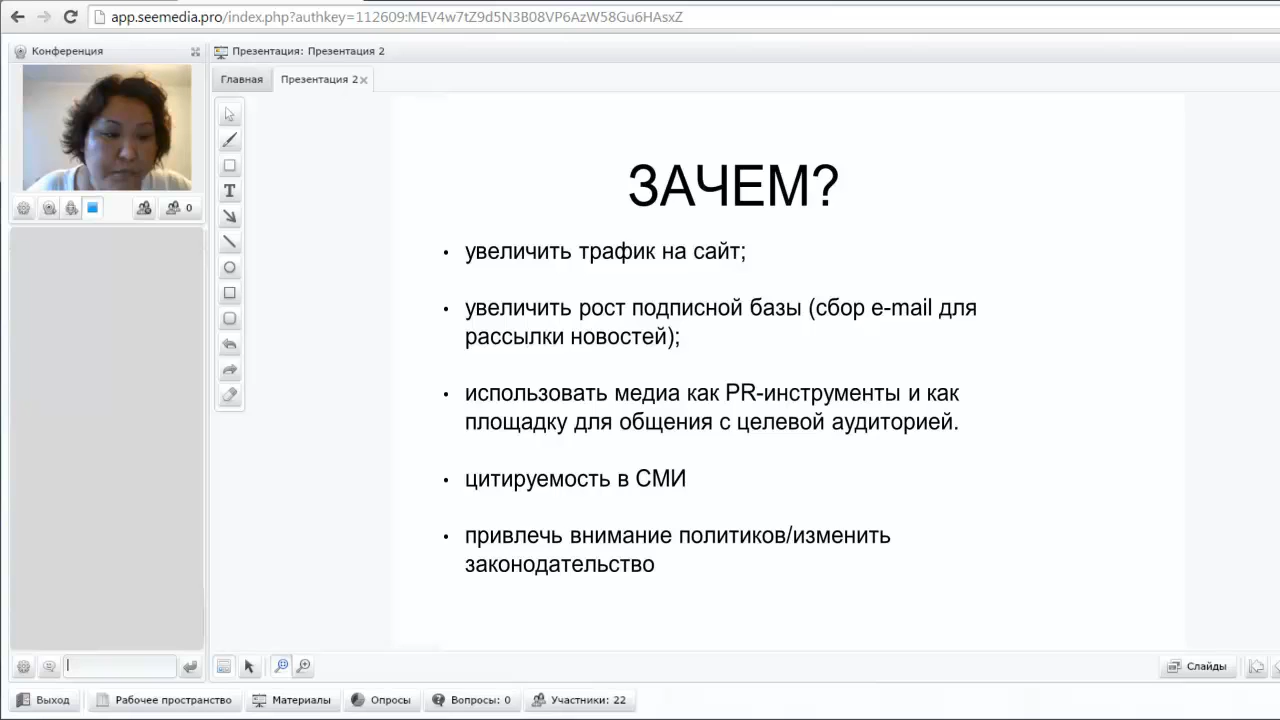 app.seemedia.pro/index.php?authkey=112609:MEV4w7tZ9d5N3B08VP6AzW58Gu6HAsxZ
Конференция
Презентация: Презентация 2
Главная
Презентация 2
T
0
ЗАЧЕМ?
• увеличить трафик на сайт;
• увеличить рост подписной базы (сбор e-mail для
рассылки новостей);
• использовать медиа как PR-инструменты и как
площадку для общения с целевой аудиторией.
• цитируемость в СМИ
• привлечь внимание политиков/изменить
законодательство
Слайды
Выход
Рабочее пространство
Материалы
Опросы
Вопросы: 0
Участники: 22